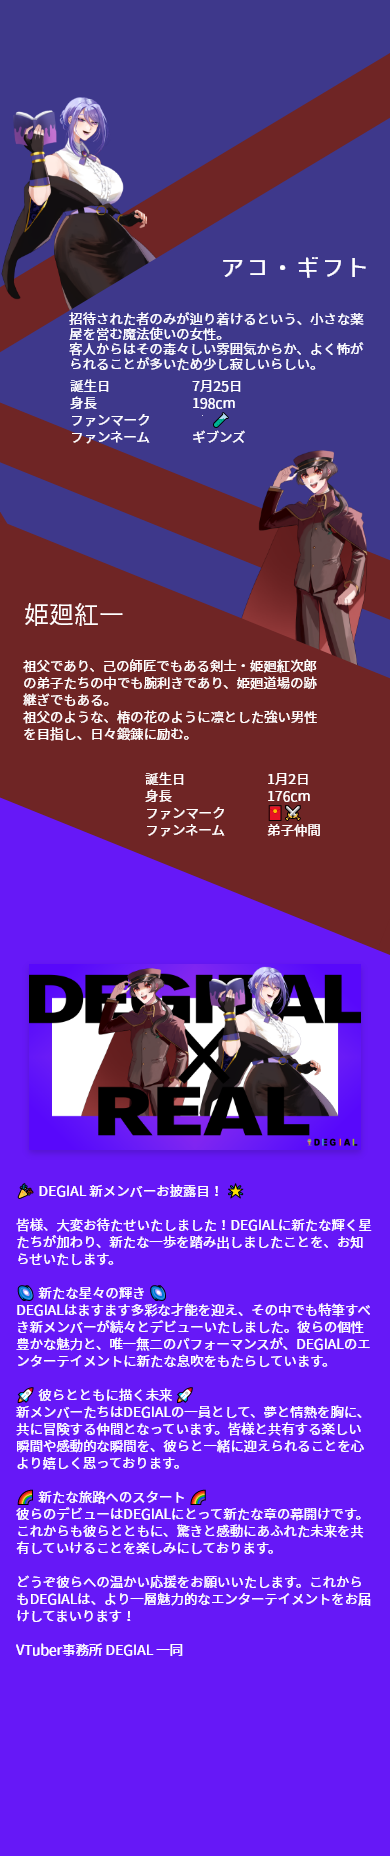 アコ・ギフト
招待された者のみが辿り着けるという、小さな薬
屋を営む魔法使いの女性。
客人からはその毒々しい雰囲気からか、よく怖が
られることが多いため少し寂しいらしい。
誕生日 7月25日
身長 198cm
ファンマーク 🧪
ファンネーム ギブンズ
姫廻紅一
祖父であり、己の師匠でもある剣士・姫廻紅次郎
の弟子たちの中でも腕利きであり、姫廻道場の跡
継ぎでもある。
祖父のような、椿の花のように凛とした強い男性
を目指し、日々鍛錬に励む。
誕生日 1月2日
身長 176cm
ファンマーク 🧧⚔️
ファンネーム 弟子仲間
DEGIAL
×
REAL
DEGIAL
🎉 DEGIAL 新メンバーお披露目！ 🌟
皆様、大変お待たせいたしました！DEGIALに新たな輝く星
たちが加わり、新たな一歩を踏み出しましたことを、お知
らせいたします。
🌌 新たな星々の輝き 🌌
DEGIALはますます多彩な才能を迎え、その中でも特筆すべ
き新メンバーが続々とデビューいたしました。彼らの個性
豊かな魅力と、唯一無二のパフォーマンスが、DEGIALのエ
ンターテイメントに新たな息吹をもたらしています。
🚀 彼らとともに描く未来 🚀
新メンバーたちはDEGIALの一員として、夢と情熱を胸に、
共に冒険する仲間となっています。皆様と共有する楽しい
瞬間や感動的な瞬間を、彼らと一緒に迎えられることを心
より嬉しく思っております。
🌈 新たな旅路へのスタート 🌈
彼らのデビューはDEGIALにとって新たな章の幕開けです。
これからも彼らとともに、驚きと感動にあふれた未来を共
有していけることを楽しみにしております。
どうぞ彼らへの温かい応援をお願いいたします。これから
もDEGIALは、より一層魅力的なエンターテイメントをお届
けしてまいります！
VTuber事務所 DEGIAL 一同